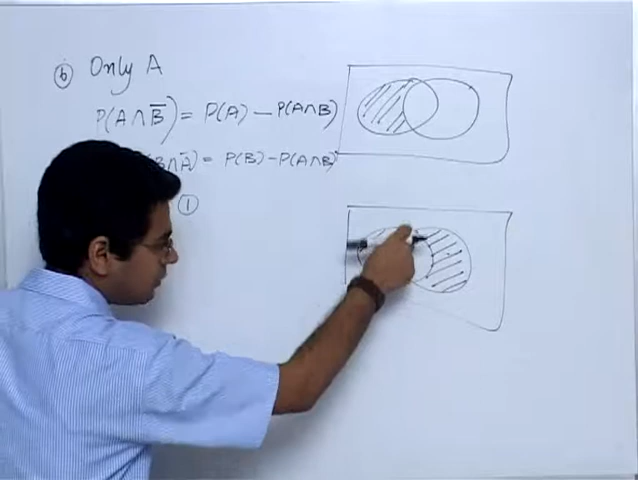 ⓑ Only A
P(A∩B̅) = P(A) — P(A∩B)
B∩A̅) = P(B) - P(A∩B)
①